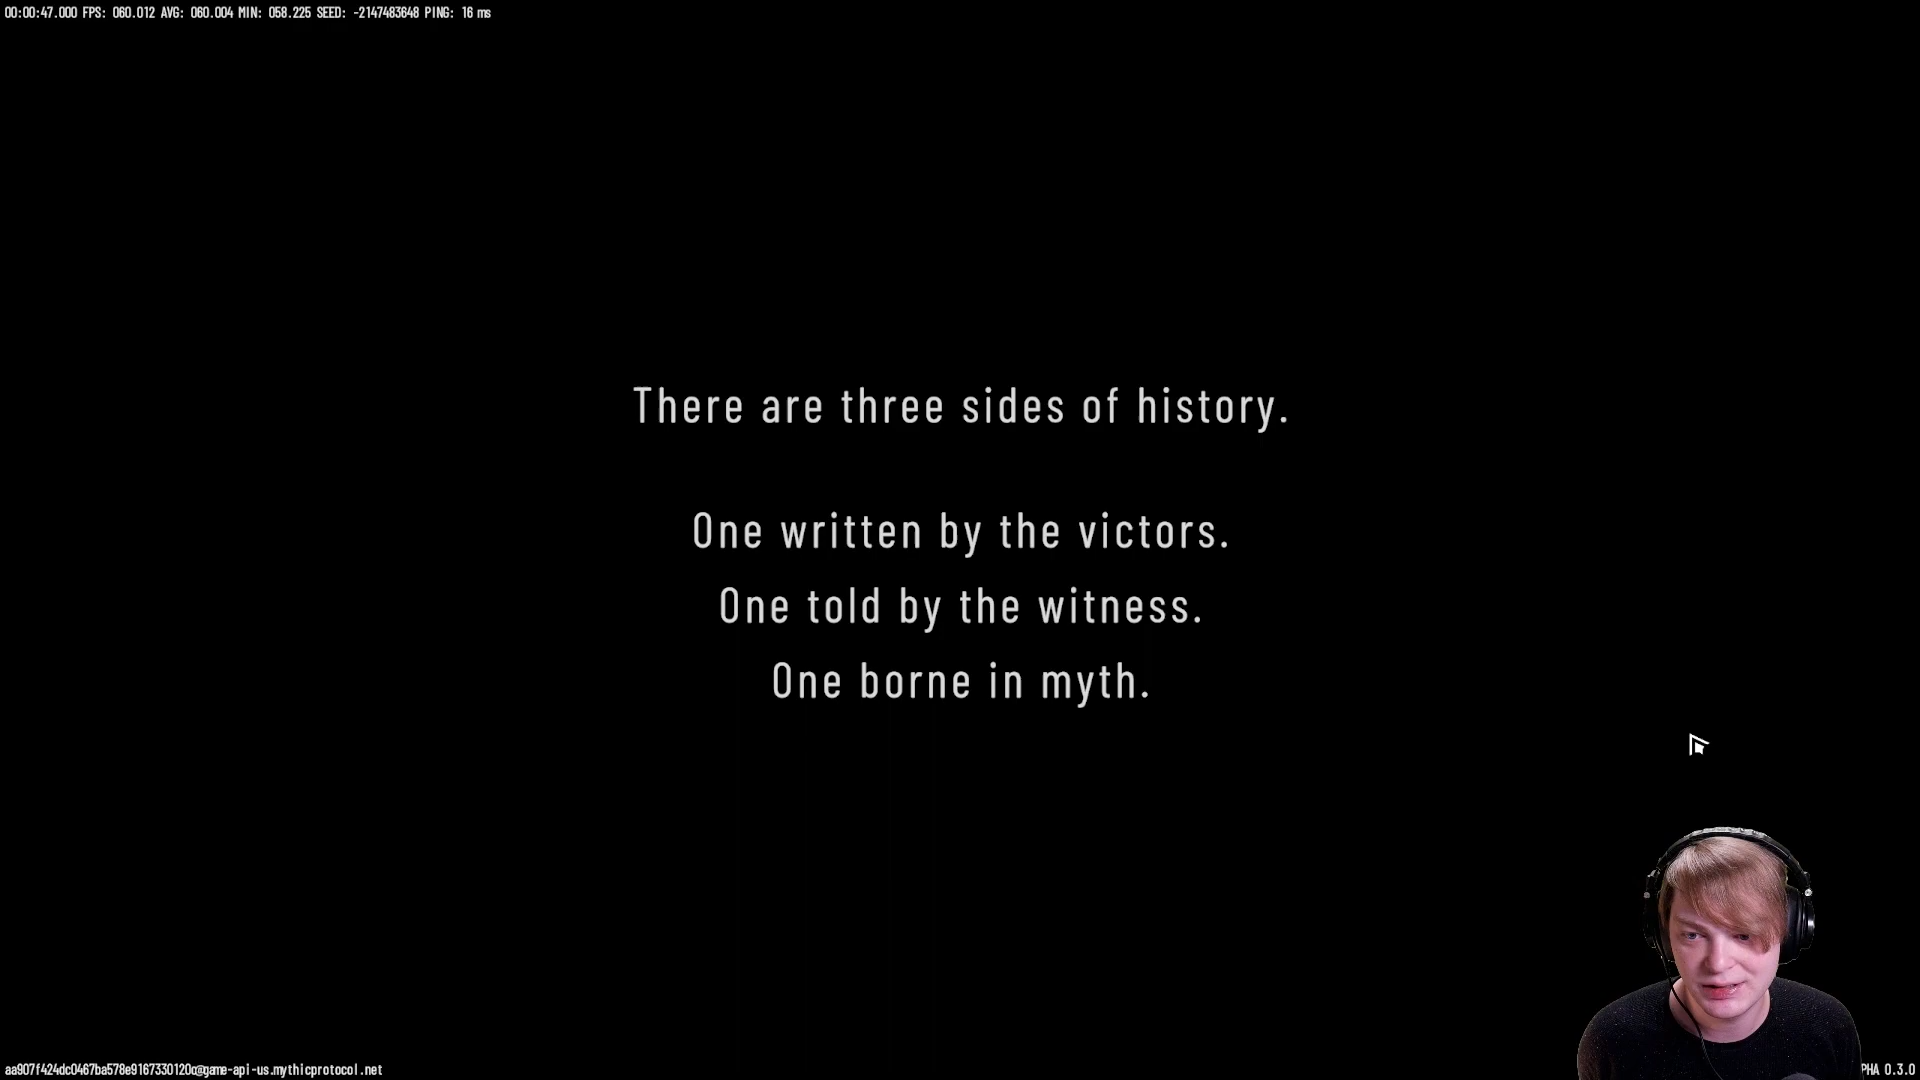 00:00:47.000 FPS: 060.012 AVG: 060.004 MIN: 058.225 SEED: -2147483648 PING: 16 ms
There are three sides of history.
One written by the victors.
One told by the witness.
One borne in myth.
aa907f424dc0467ba578e9167330120a@game-api-us.mythicprotocol.net
PHA 0.3.0